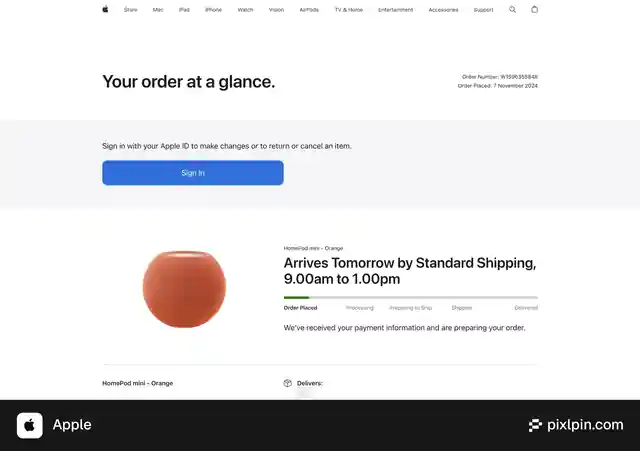 Store Mac iPad iPhone Watch Vision AirPods TV & Home Entertainment Accessories Support
Your order at a glance.
Order Placed: 7 November 2024
Sign in with your Apple ID to make changes or to return or cancel an item.
Sign In
HomePod mini - Orange
Arrives Tomorrow by Standard Shipping,
9.00am to 1.00pm
Order Placed Processing Preparing to Ship Shipped Delivered
We've received your payment information and are preparing your order.
HomePod mini - Orange
Delivers:
Apple
pixlpin.com